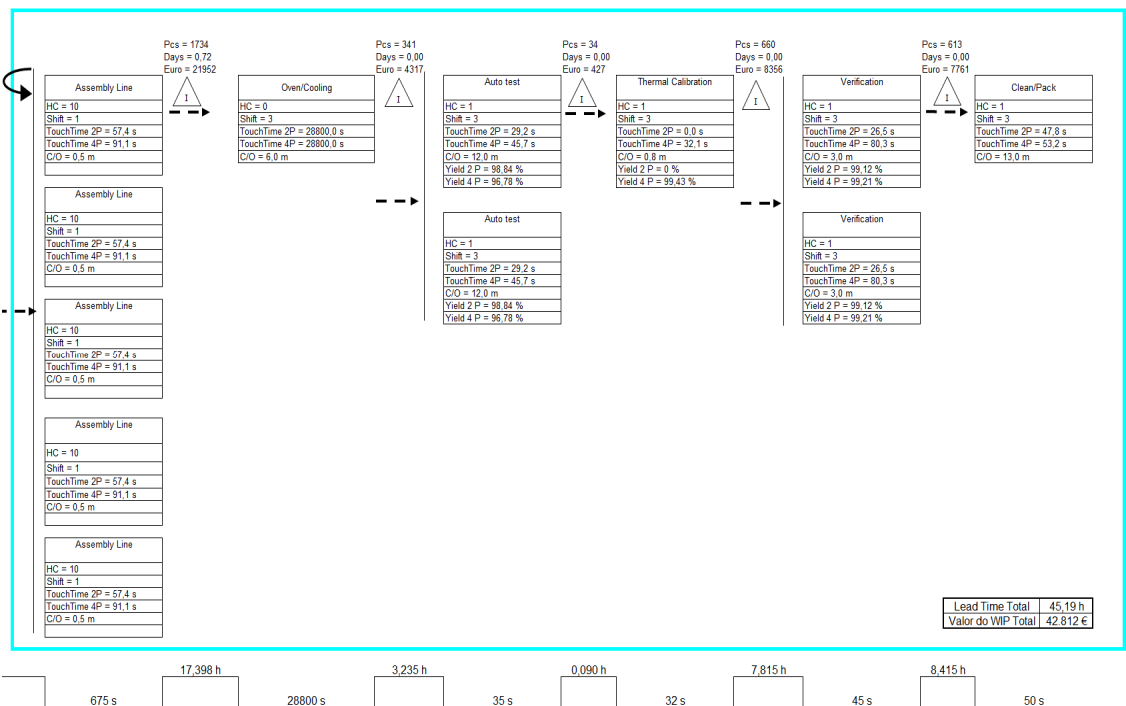 Pcs = 1734
Days = 0,72
Euro = 21952
I
Pcs = 341
Days = 0,00
Euro = 4317
I
Pcs = 34
Days = 0,00
Euro = 427
I
Pcs = 660
Days = 0,00
Euro = 8356
I
Pcs = 613
Days = 0,00
Euro = 7761
I
Assembly Line
HC = 10
Shift = 1
TouchTime 2P = 57,4 s
TouchTime 4P = 91,1 s
C/O = 0,5 m
Oven/Cooling
HC = 0
Shift = 3
TouchTime 2P = 28800,0 s
TouchTime 4P = 28800,0 s
C/O = 6,0 m
Auto test
HC = 1
Shift = 3
TouchTime 2P = 29,2 s
TouchTime 4P = 45,7 s
C/O = 12,0 m
Yield 2 P = 98,84 %
Yield 4 P = 96,78 %
Thermal Calibration
HC = 1
Shift = 3
TouchTime 2P = 0,0 s
TouchTime 4P = 32,1 s
C/O = 0,8 m
Yield 2 P = 0 %
Yield 4 P = 99,43 %
Verification
HC = 1
Shift = 3
TouchTime 2P = 26,5 s
TouchTime 4P = 80,3 s
C/O = 3,0 m
Yield 2 P = 99,12 %
Yield 4 P = 99,21 %
Clean/Pack
HC = 1
Shift = 3
TouchTime 2P = 47,8 s
TouchTime 4P = 53,2 s
C/O = 13,0 m
Assembly Line
HC = 10
Shift = 1
TouchTime 2P = 57,4 s
TouchTime 4P = 91,1 s
C/O = 0,5 m
Auto test
HC = 1
Shift = 3
TouchTime 2P = 29,2 s
TouchTime 4P = 45,7 s
C/O = 12,0 m
Yield 2 P = 98,84 %
Yield 4 P = 96,78 %
Verification
HC = 1
Shift = 3
TouchTime 2P = 26,5 s
TouchTime 4P = 80,3 s
C/O = 3,0 m
Yield 2 P = 99,12 %
Yield 4 P = 99,21 %
Assembly Line
HC = 10
Shift = 1
TouchTime 2P = 57,4 s
TouchTime 4P = 91,1 s
C/O = 0,5 m
Assembly Line
HC = 10
Shift = 1
TouchTime 2P = 57,4 s
TouchTime 4P = 91,1 s
C/O = 0,5 m
Assembly Line
HC = 10
Shift = 1
TouchTime 2P = 57,4 s
TouchTime 4P = 91,1 s
C/O = 0,5 m
Lead Time Total 45,19 h
Valor do WIP Total 42.812 €
17,398 h 3,235 h 0,090 h 7,815 h 8,415 h
675 s 28800 s 35 s 32 s 45 s 50 s